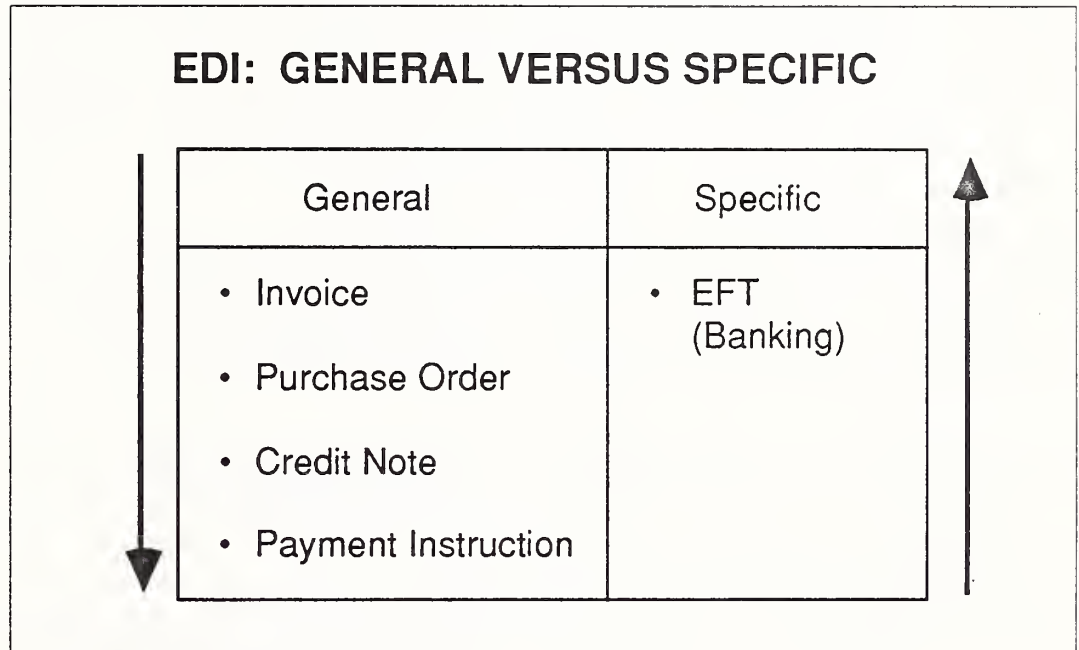 EDI: GENERAL VERSUS SPECIFIC
General
Specific
• Invoice
• Purchase Order
• Credit Note
• Payment Instruction
• EFT
(Banking)